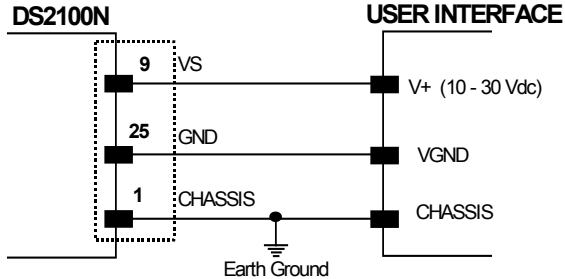 DS2100N USER INTERFACE
9 VS V+ (10 - 30 Vdc)
25 GND VGND
1 CHASSIS CHASSIS
Earth Ground